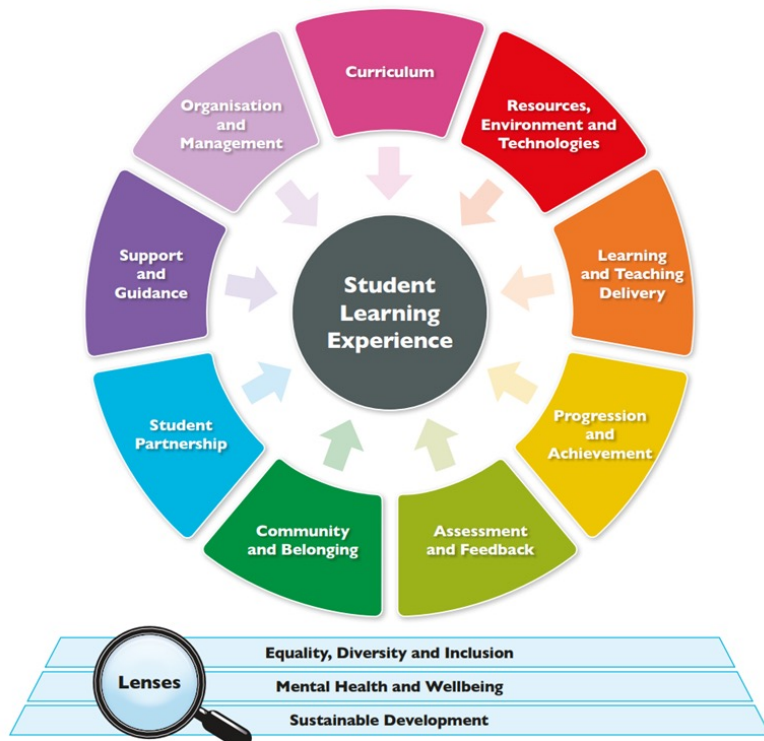 Curriculum
Resources,
Environment and
Technologies
Learning
and Teaching
Delivery
Progression
and
Achievement
Assessment
and Feedback
Community
and Belonging
Student
Partnership
Support
and
Guidance
Organisation
and
Management
Student
Learning
Experience
Lenses
Equality, Diversity and Inclusion
Mental Health and Wellbeing
Sustainable Development